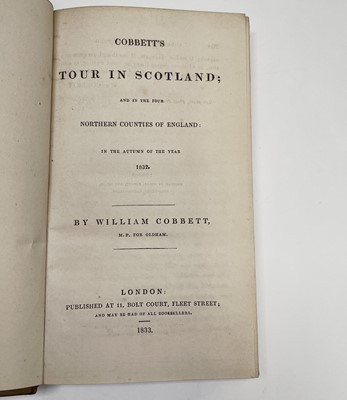 COBBETT'S
TOUR IN SCOTLAND;
AND IN THE FOUR
NORTHERN COUNTIES OF ENGLAND:
IN THE AUTUMN OF THE YEAR
1832.
BY WILLIAM COBBETT,
M.P. FOR OLDHAM.
LONDON:
PUBLISHED AT 11, BOLT COURT, FLEET STREET;
AND MAY BE HAD OF ALL BOOKSELLERS.
1833.